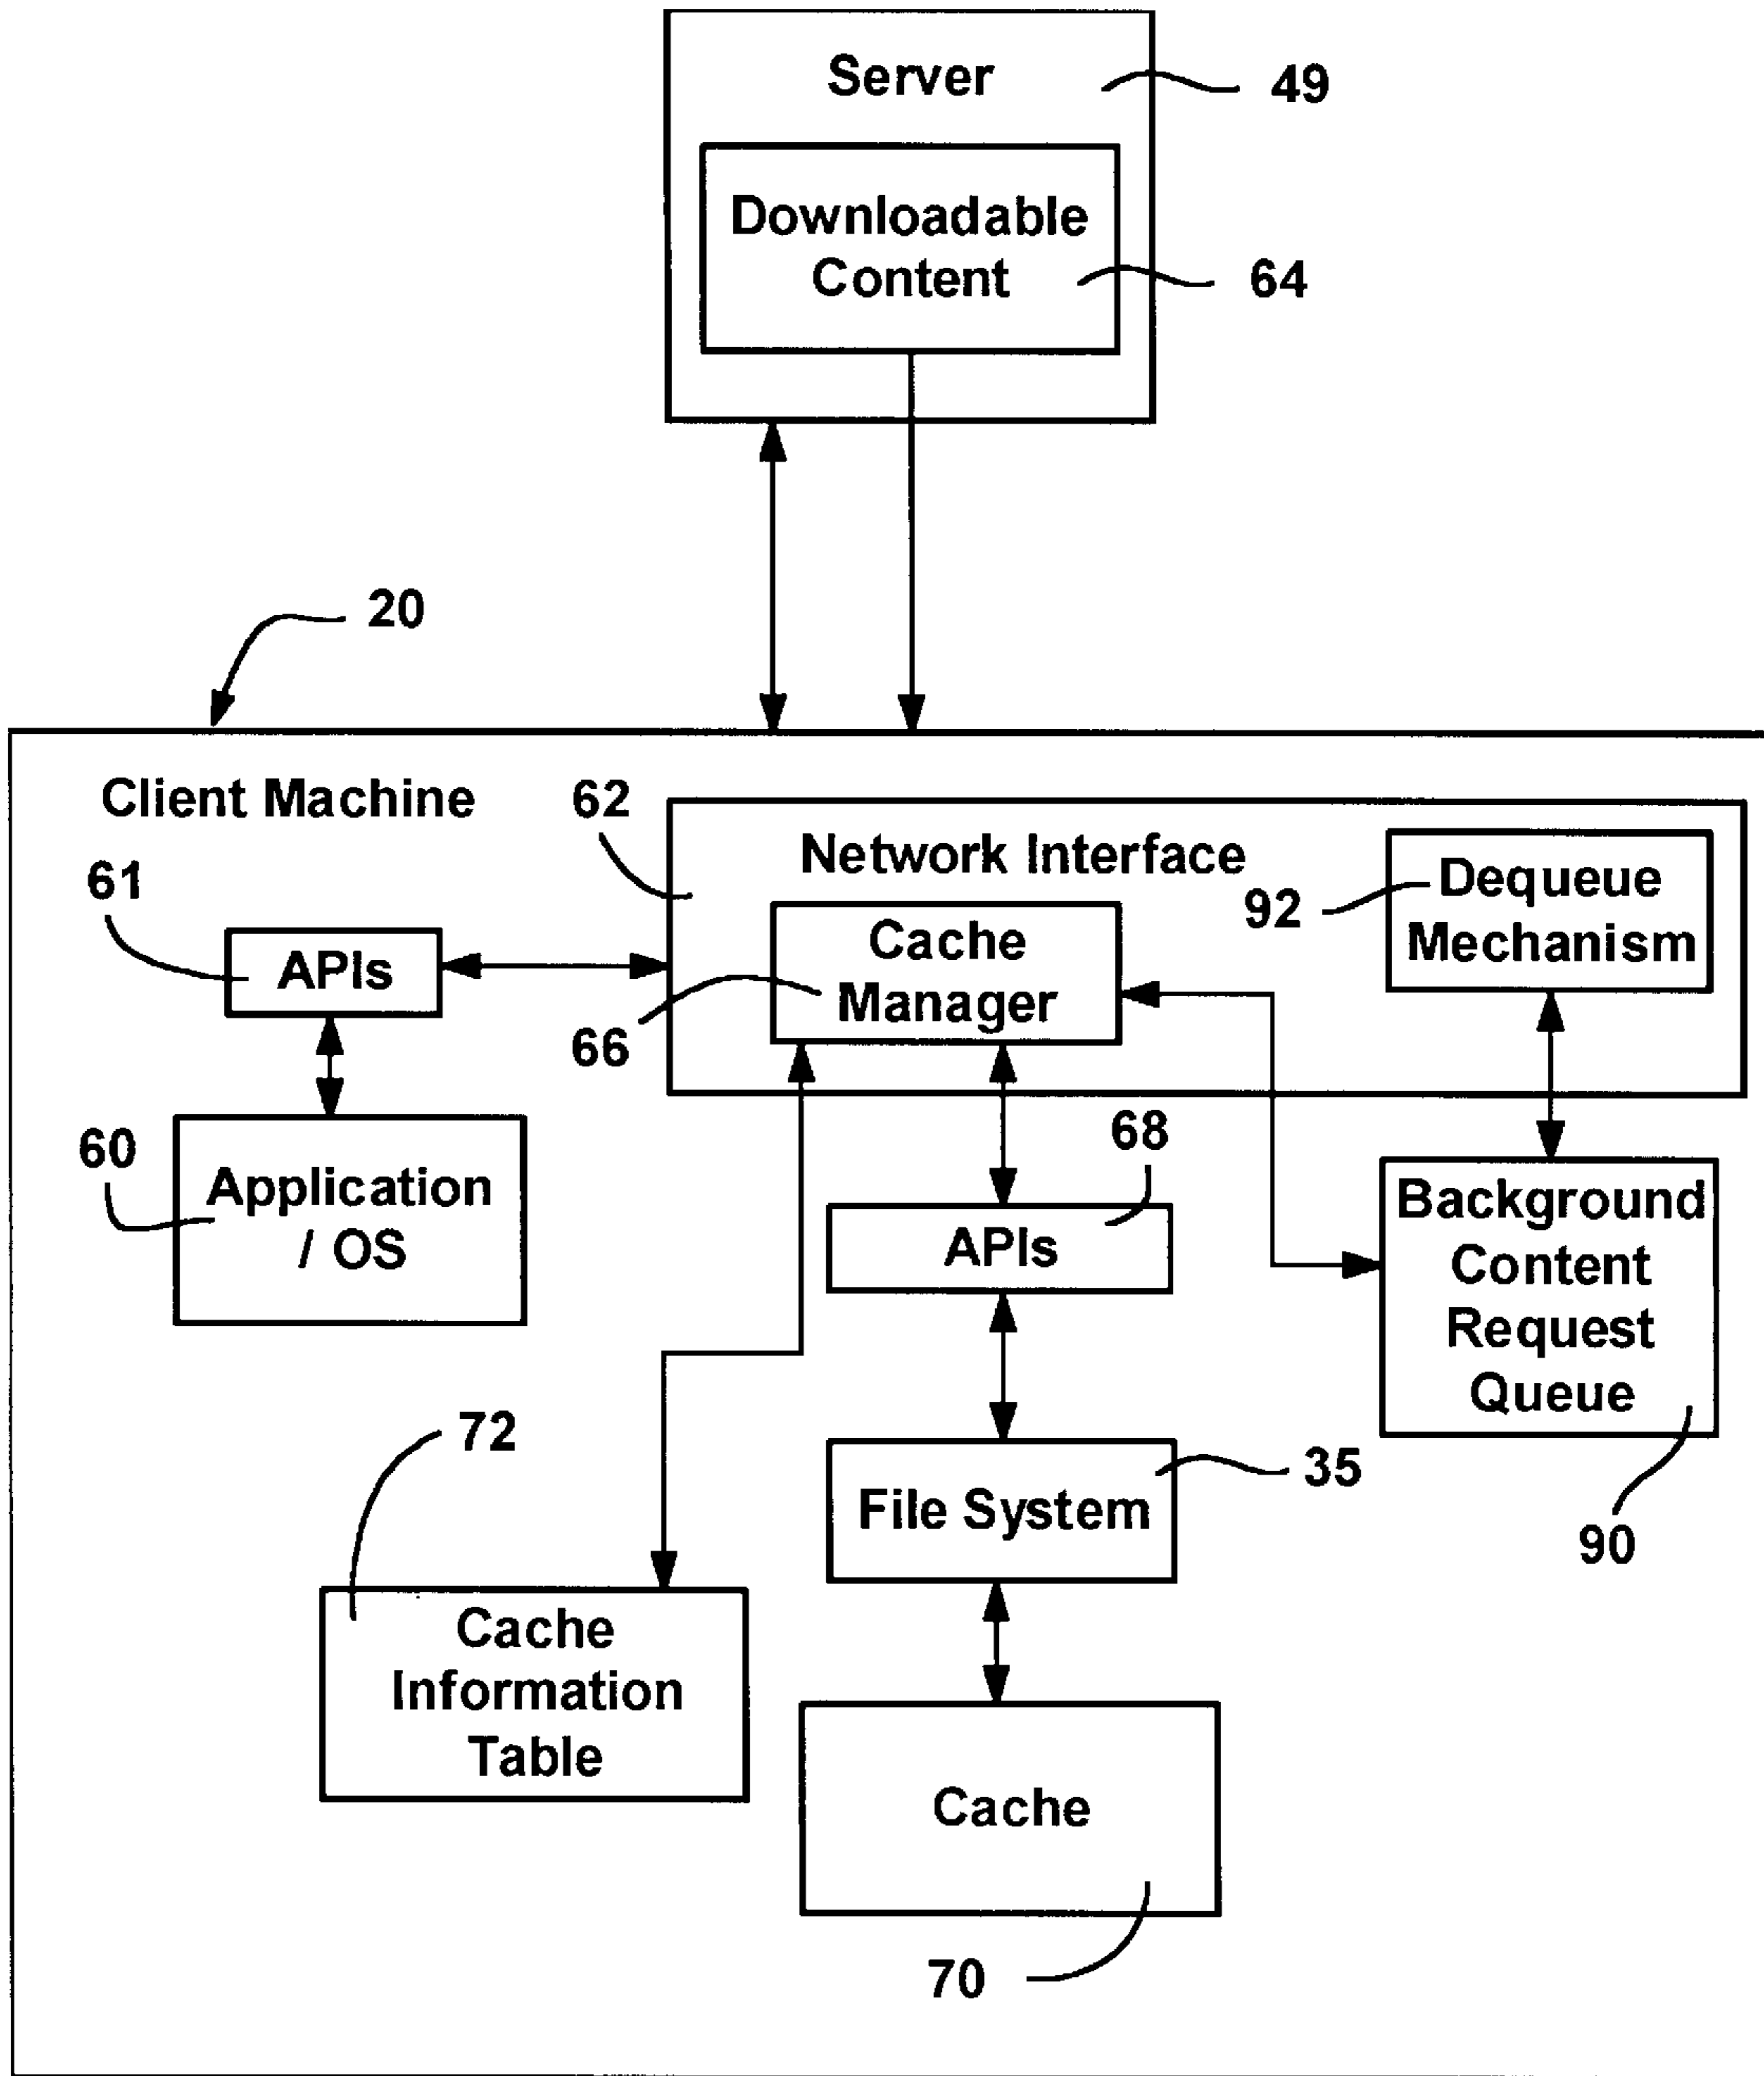 Server
49
Downloadable
Content
64
20
Client Machine
62
Network Interface
61
92
Dequeue
Mechanism
APIs
Cache
Manager
66
60
Application
/ OS
68
APIs
Background
Content
Request
Queue
72
35
File System
90
Cache
Information
Table
Cache
70